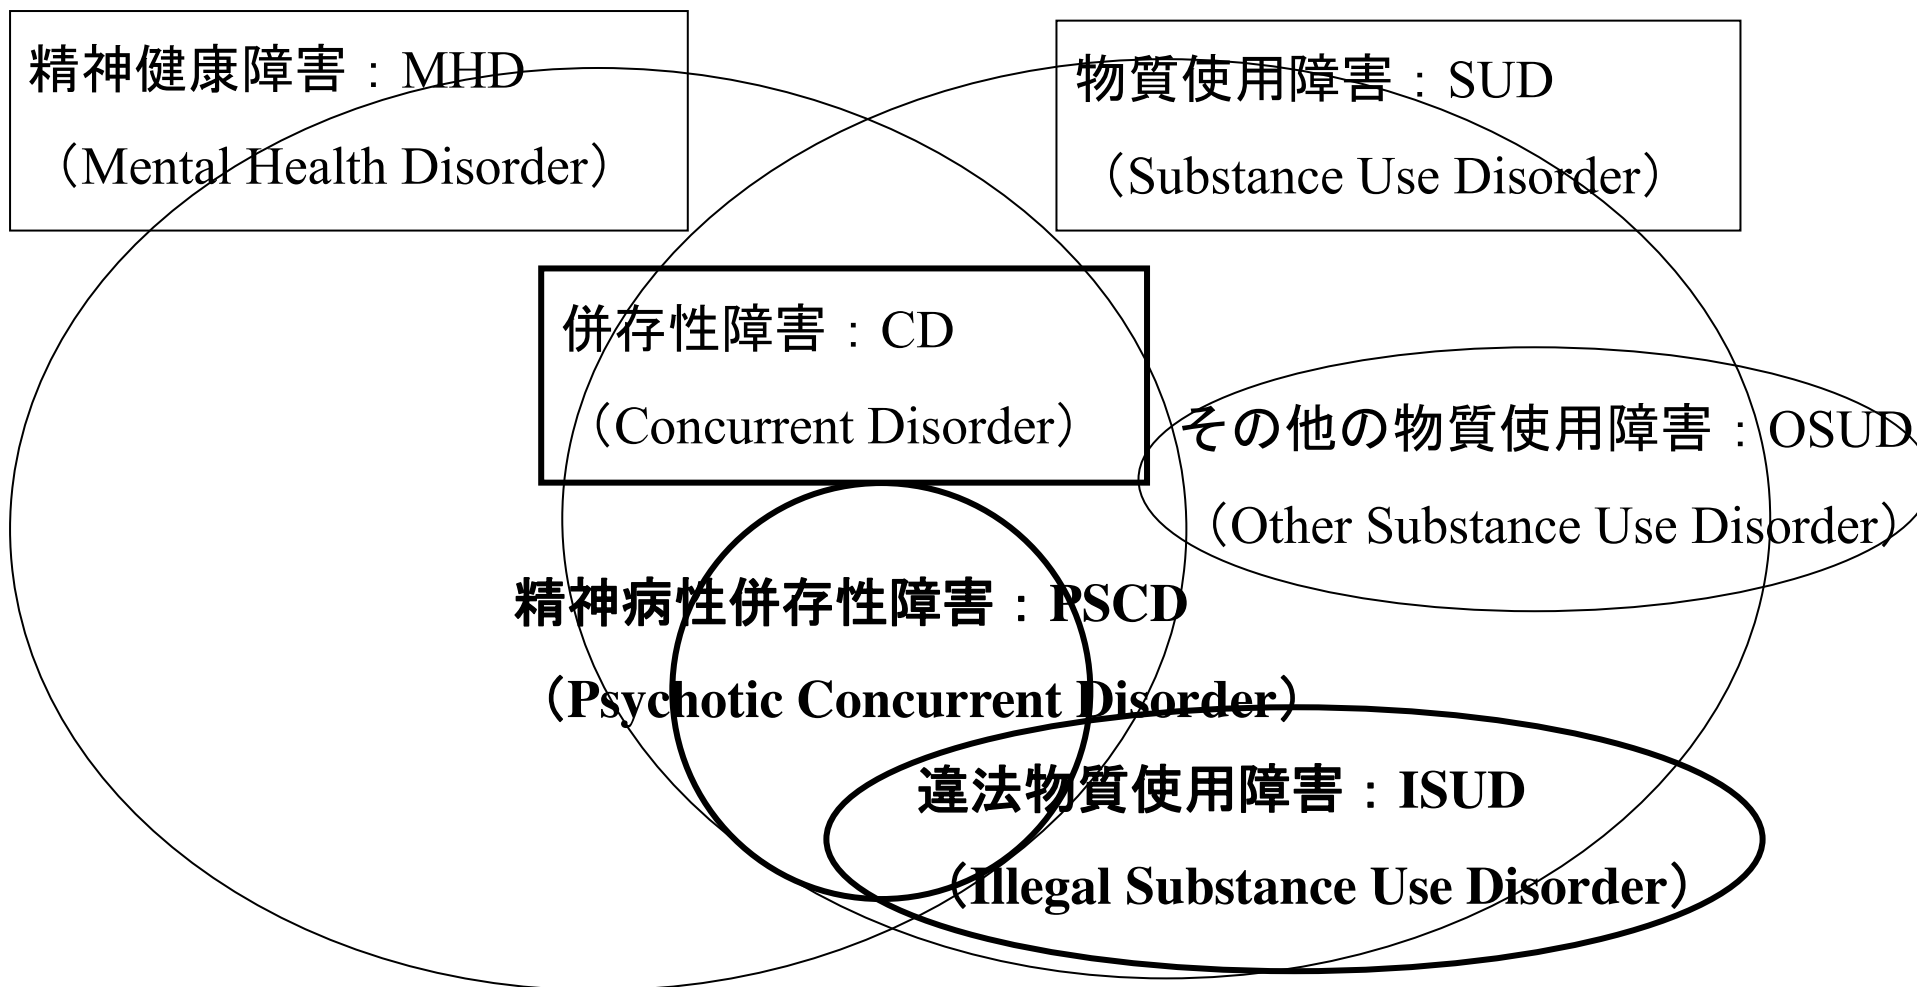 精神健康障害：MHD
（Mental Health Disorder）
物質使用障害：SUD
（Substance Use Disorder）
併存性障害：CD
（Concurrent Disorder）
その他の物質使用障害：OSUD
（Other Substance Use Disorder）
精神病性併存性障害：PSCD
（Psychotic Concurrent Disorder）
違法物質使用障害：ISUD
（Illegal Substance Use Disorder）